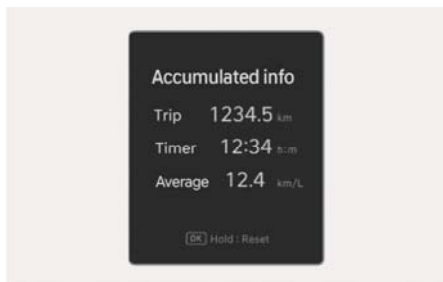 Accumulated info
Trip 1234.5 km
Timer 12:34 h:m
Average 12.4 km/L
OK Hold : Reset